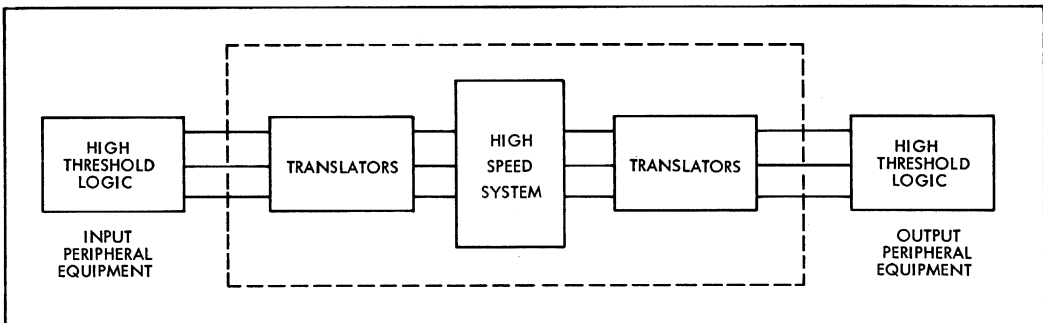 HIGH
THRESHOLD
LOGIC
INPUT
PERIPHERAL
EQUIPMENT
TRANSLATORS
HIGH
SPEED
SYSTEM
TRANSLATORS
HIGH
THRESHOLD
LOGIC
OUTPUT
PERIPHERAL
EQUIPMENT